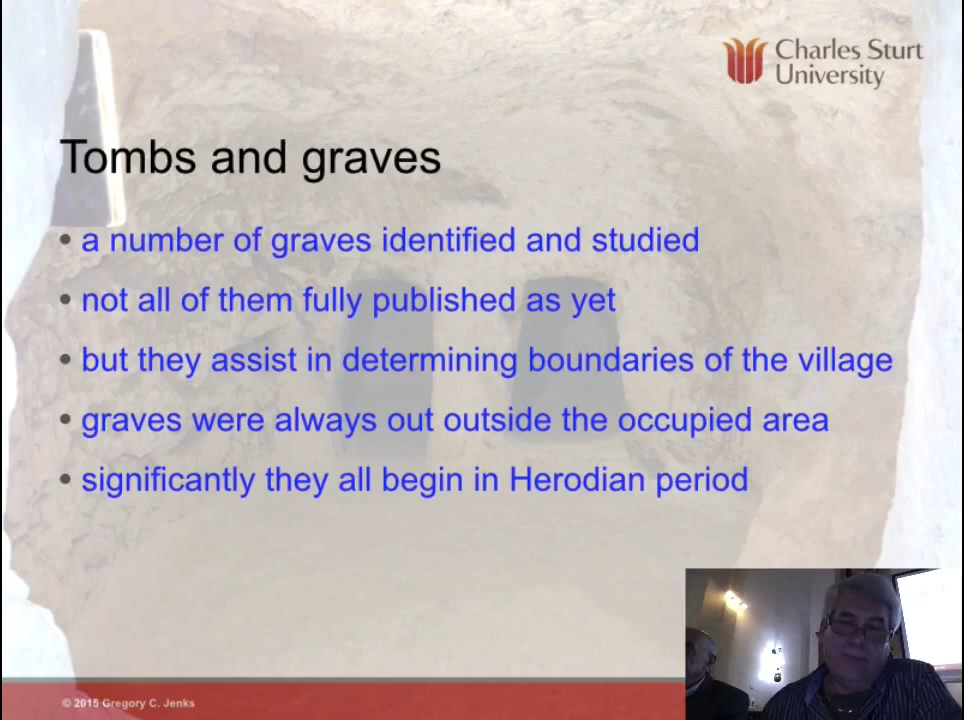 Charles Sturt
University
Tombs and graves
• a number of graves identified and studied
• not all of them fully published as yet
• but they assist in determining boundaries of the village
• graves were always out outside the occupied area
• significantly they all begin in Herodian period
© 2015 Gregory C. Jenks